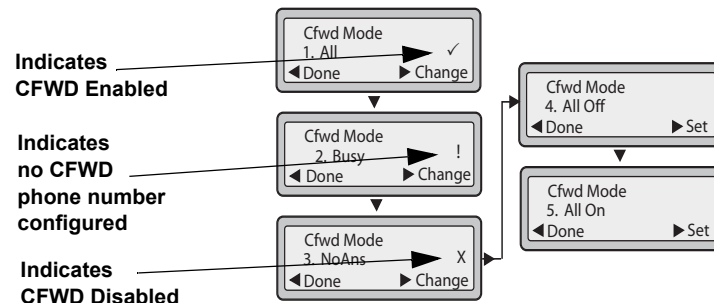 Indicates
CFWD Enabled
Indicates
no CFWD
phone number
configured
Indicates
CFWD Disabled
Cfwd Mode
1. All ✓
◀Done ▶Change
Cfwd Mode
2. Busy !
◀Done ▶Change
Cfwd Mode
3. NoAns X
◀Done ▶Change
Cfwd Mode
4. All Off
◀Done ▶Set
Cfwd Mode
5. All On
◀Done ▶Set